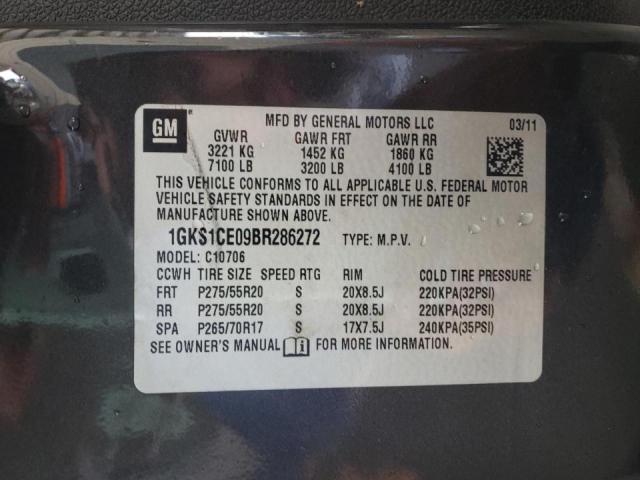 GM
MFD BY GENERAL MOTORS LLC 03/11
GVWR GAWR FRT GAWR RR
3221 KG 1452 KG 1860 KG
7100 LB 3200 LB 4100 LB
THIS VEHICLE CONFORMS TO ALL APPLICABLE U.S. FEDERAL MOTOR
VEHICLE SAFETY STANDARDS IN EFFECT ON THE DATE OF
MANUFACTURE SHOWN ABOVE.
1GKS1CE09BR286272 TYPE: M.P.V.
MODEL: C10706
CCWH TIRE SIZE SPEED RTG RIM COLD TIRE PRESSURE
FRT P275/55R20 S 20X8.5J 220KPA(32PSI)
RR P275/55R20 S 20X8.5J 220KPA(32PSI)
SPA P265/70R17 S 17X7.5J 240KPA(35PSI)
SEE OWNER'S MANUAL FOR MORE INFORMATION.